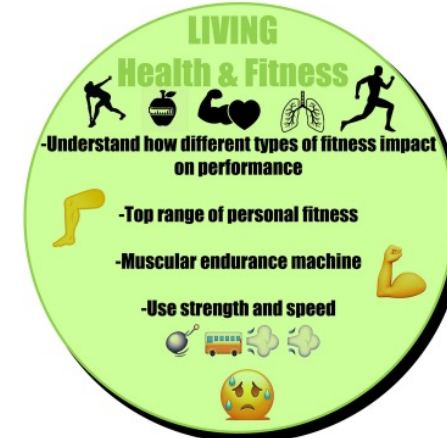 LIVING
Health & Fitness
-Understand how different types of fitness impact
on performance
-Top range of personal fitness
-Muscular endurance machine
-Use strength and speed